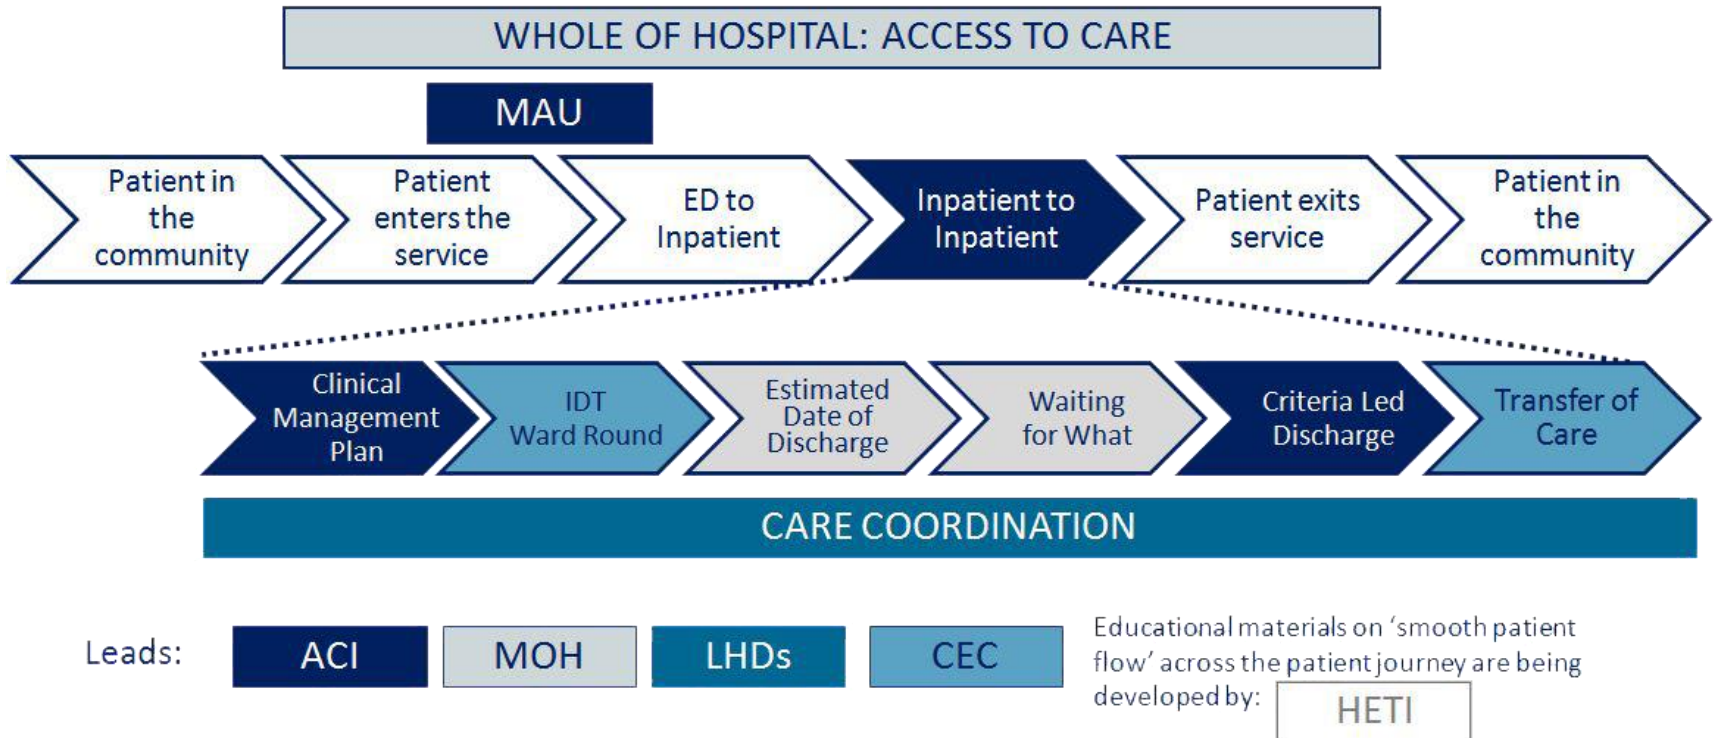 WHOLE OF HOSPITAL: ACCESS TO CARE
MAU
Patient in
the
community
Patient
enters the
service
ED to
Inpatient
Inpatient to
Inpatient
Patient exits
service
Patient in
the
community
Clinical
Management
Plan
IDT
Ward Round
Estimated
Date of
Discharge
Waiting
for What
Criteria Led
Discharge
Transfer of
Care
CARE COORDINATION
Leads:
ACI
MOH
LHDs
CEC
Educational materials on ‘smooth patient
flow’ across the patient journey are being
developed by:
HETI